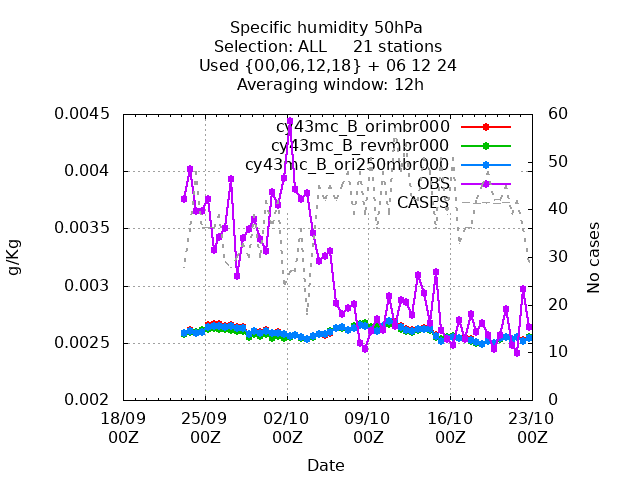 Specific humidity 50hPa
Selection: ALL     21 stations
Used {00,06,12,18} + 06 12 24
Averaging window: 12h
0.0045
0.004
0.0035
0.003
0.0025
0.002
g/Kg
60
50
40
30
20
10
0
No cases
cy43mc_B_orimbr000
cy43mc_B_revmbr000
cy43mc_B_ori250mbr000
OBS
CASES
18/09 25/09 02/10 09/10 16/10 23/10
00Z 00Z 00Z 00Z 00Z 00Z
Date